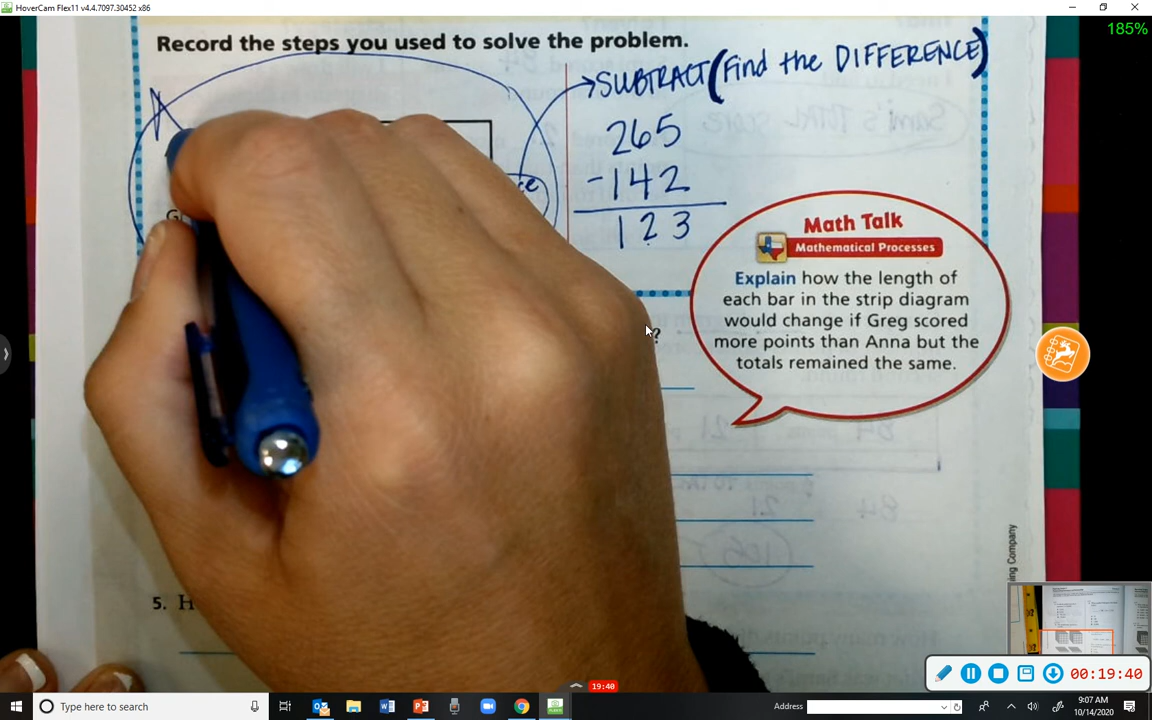 HoverCam Flex11 v4.4.7097.30452 x86
185%
Record the steps you used to solve the problem.
SUBTRACT (Find the DIFFERENCE)
265
-142
123
Math Talk
Mathematical Processes
Explain how the length of
each bar in the strip diagram
would change if Greg scored
more points than Anna but the
totals remained the same.
?
5. H
ing Company
00:19:40
19:40
Type here to search
Address
9:07 AM
10/14/2020